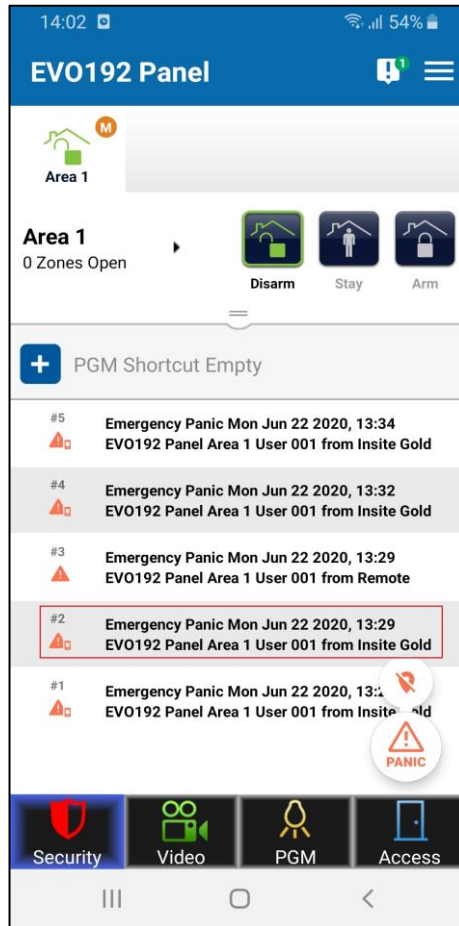 14:02 54%
EVO192 Panel
1
M
Area 1
Area 1
0 Zones Open
Disarm Stay Arm
+ PGM Shortcut Empty
#5
Emergency Panic Mon Jun 22 2020, 13:34
EVO192 Panel Area 1 User 001 from Insite Gold
#4
Emergency Panic Mon Jun 22 2020, 13:32
EVO192 Panel Area 1 User 001 from Insite Gold
#3
Emergency Panic Mon Jun 22 2020, 13:29
EVO192 Panel Area 1 User 001 from Remote
#2
Emergency Panic Mon Jun 22 2020, 13:29
EVO192 Panel Area 1 User 001 from Insite Gold
#1
Emergency Panic Mon Jun 22 2020,
EVO192 Panel Area 1 User 001 from
PANIC
Security Video PGM Access